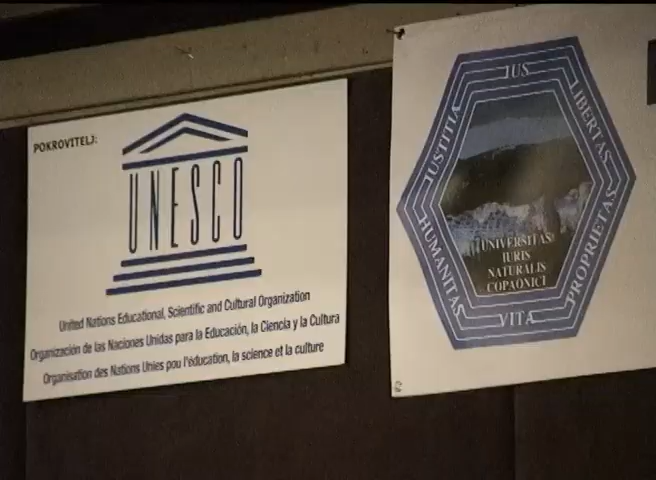 POKROVITELJ:
UNESCO
United Nations Educational, Scientific and Cultural Organization
Organización de las Naciones Unidas para la Educación, la Ciencia y la Cultura
Organisation des Nations Unies pou l'éducation, la science et la culture
IUS
LIBERTAS
PROPRIETAS
VITA
HUMANITAS
IUSTITIA
UNIVERSITAS
IURIS
NATURALIS
COPAONICI